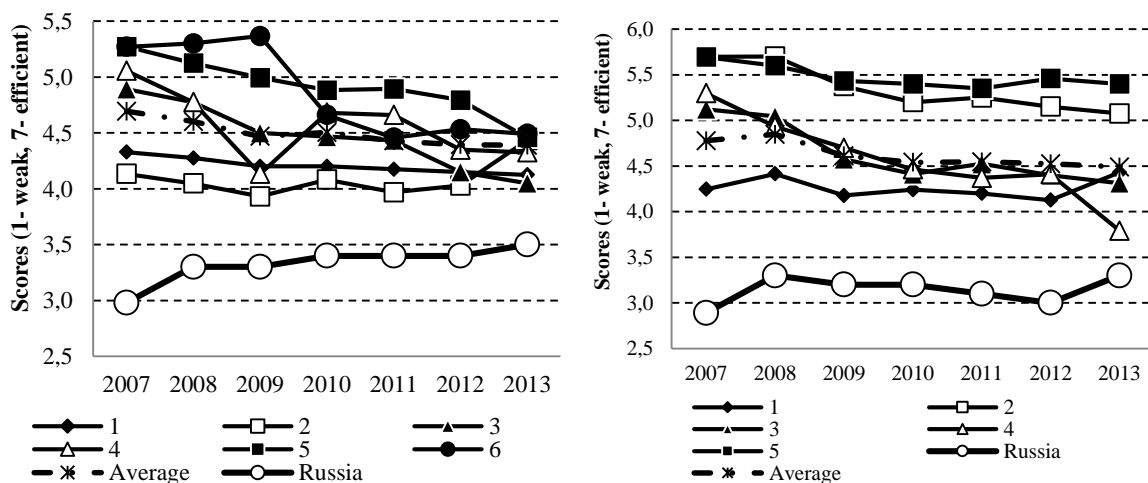 Scores (1- weak, 7- efficient)
5,5
5,0
4,5
4,0
3,5
3,0
2,5
2007 2008 2009 2010 2011 2012 2013
1 2 3
4 5 6
Average Russia
Scores (1- weak, 7- efficient)
6,0
5,5
5,0
4,5
4,0
3,5
3,0
2,5
2007 2008 2009 2010 2011 2012 2013
1 2
3 4
5 Russia
Average